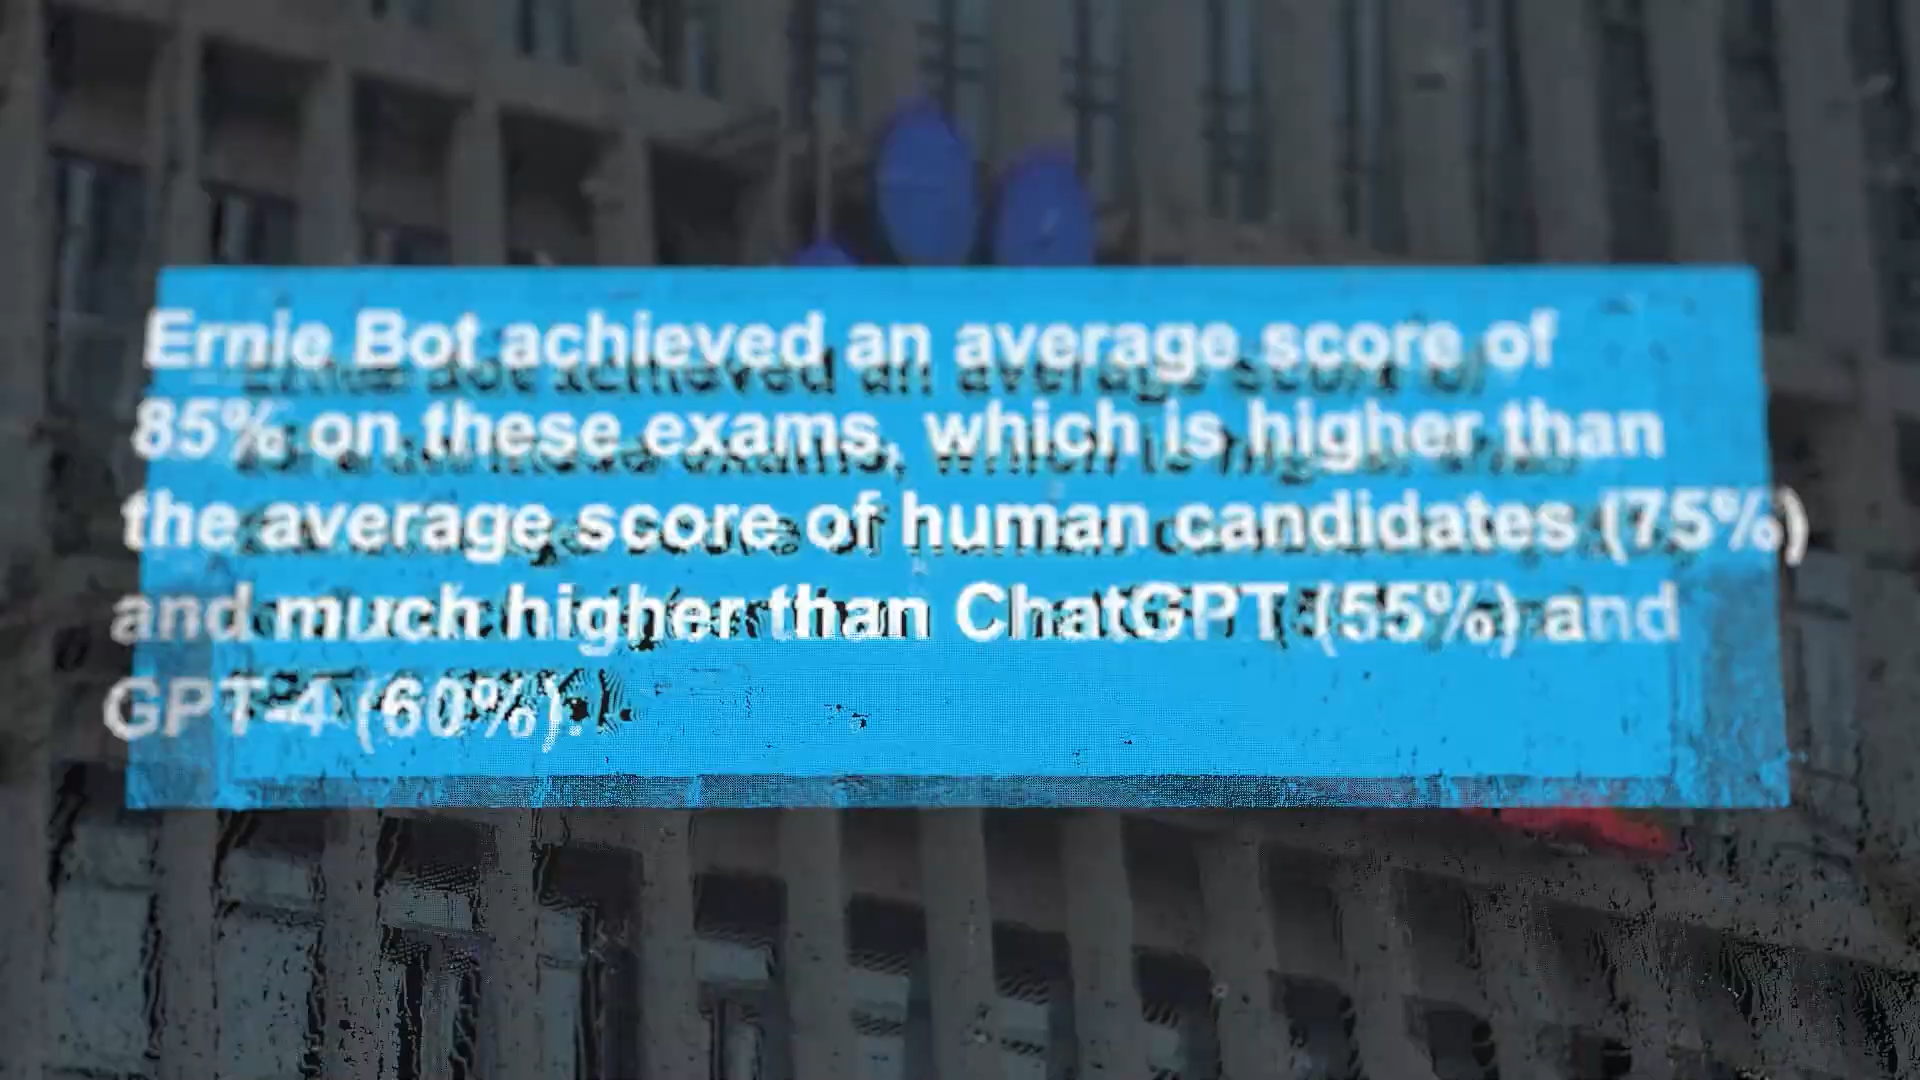 Ernie Bot achieved an average score of
85% on these exams, which is higher than
the average score of human candidates (75%)
and much higher than ChatGPT (55%) and
GPT-4 (60%).